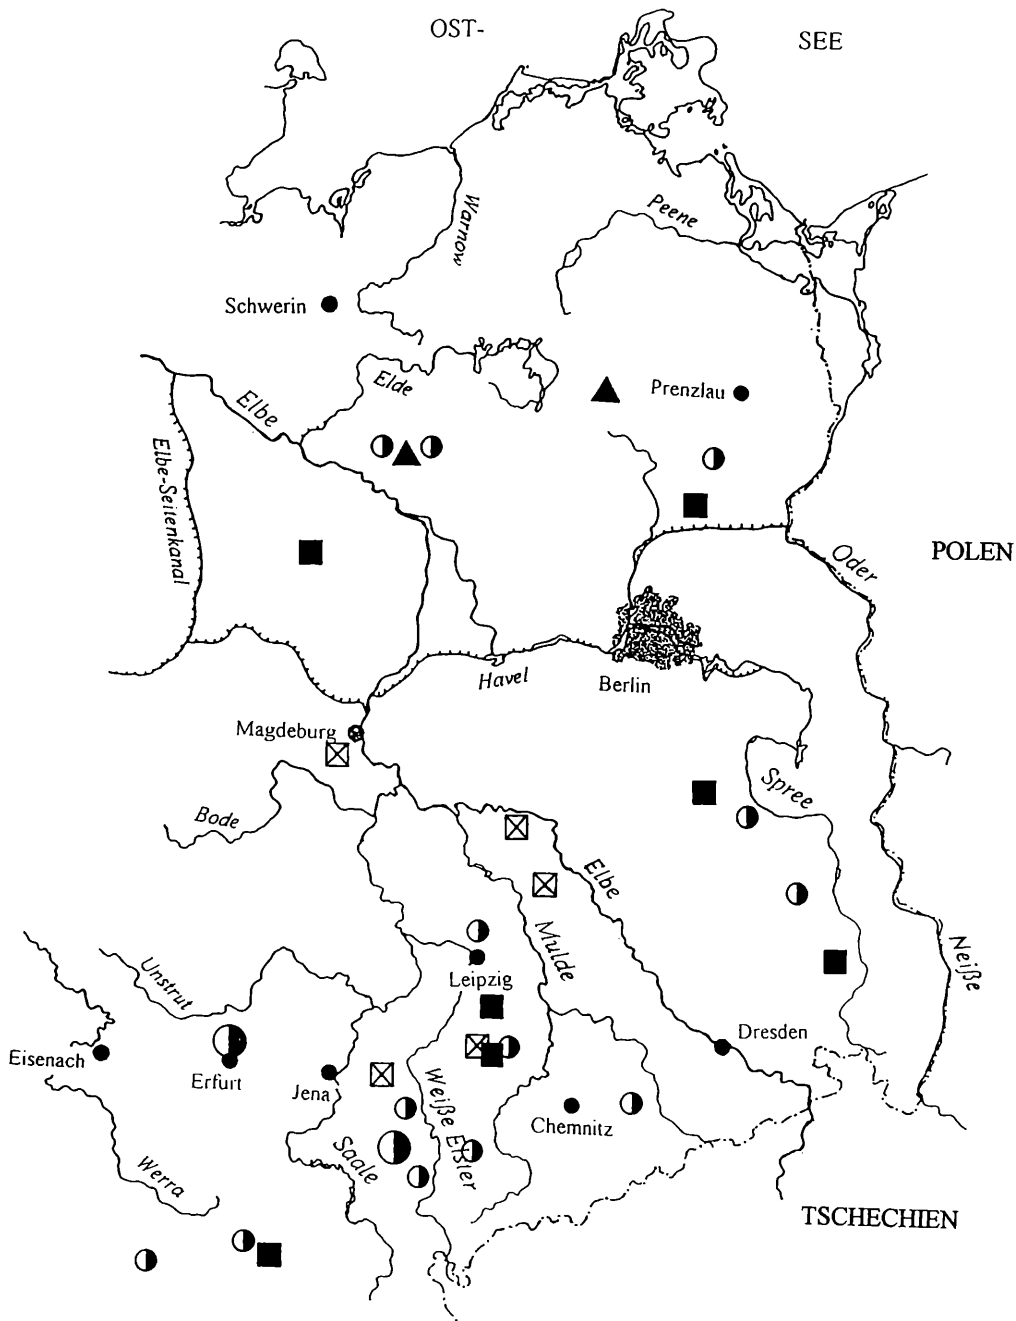 OST-
SEE
Peene
Warnow
Schwerin
Elde
Prenzlau
Elbe
Elbe-Seitenkanal
POLEN
Oder
Havel
Berlin
Magdeburg
Spree
Bode
Elbe
Mulde
Neiße
Unstrut
Leipzig
Dresden
Eisenach
Erfurt
Jena
Weiße Elster
Chemnitz
Saale
Werra
TSCHECHIEN